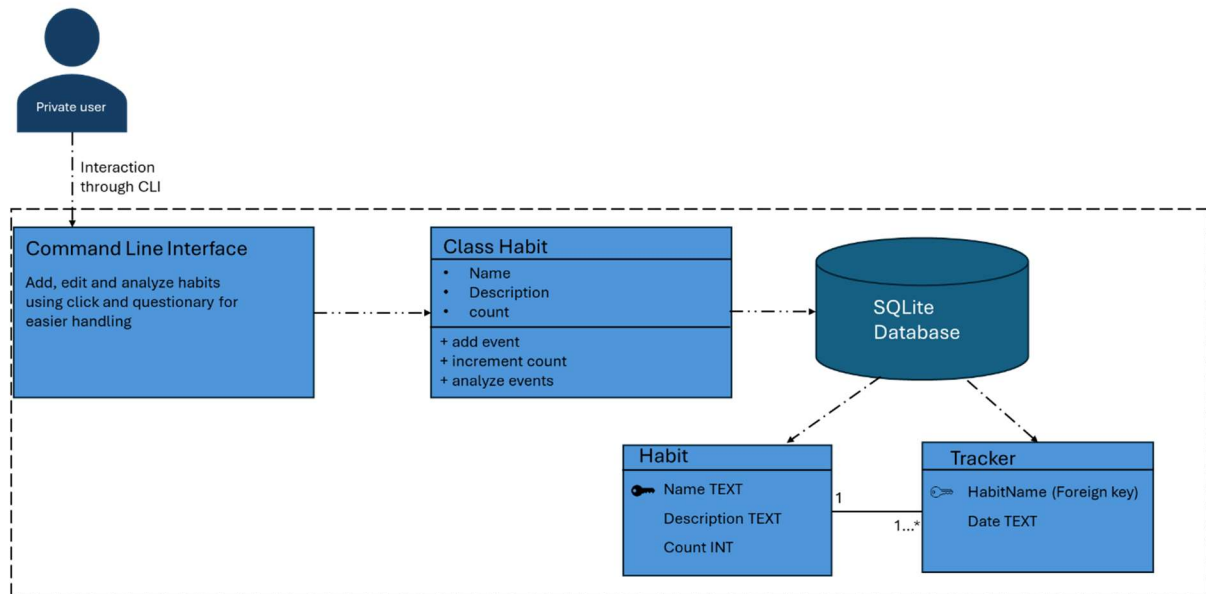 Private user
Interaction
through CLI
Command Line Interface
Add, edit and analyze habits
using click and questionary for
easier handling
Class Habit
• Name
• Description
• count
+ add event
+ increment count
+ analyze events
SQLite
Database
Habit
Name TEXT
Description TEXT
Count INT
1
1...*
Tracker
HabitName (Foreign key)
Date TEXT